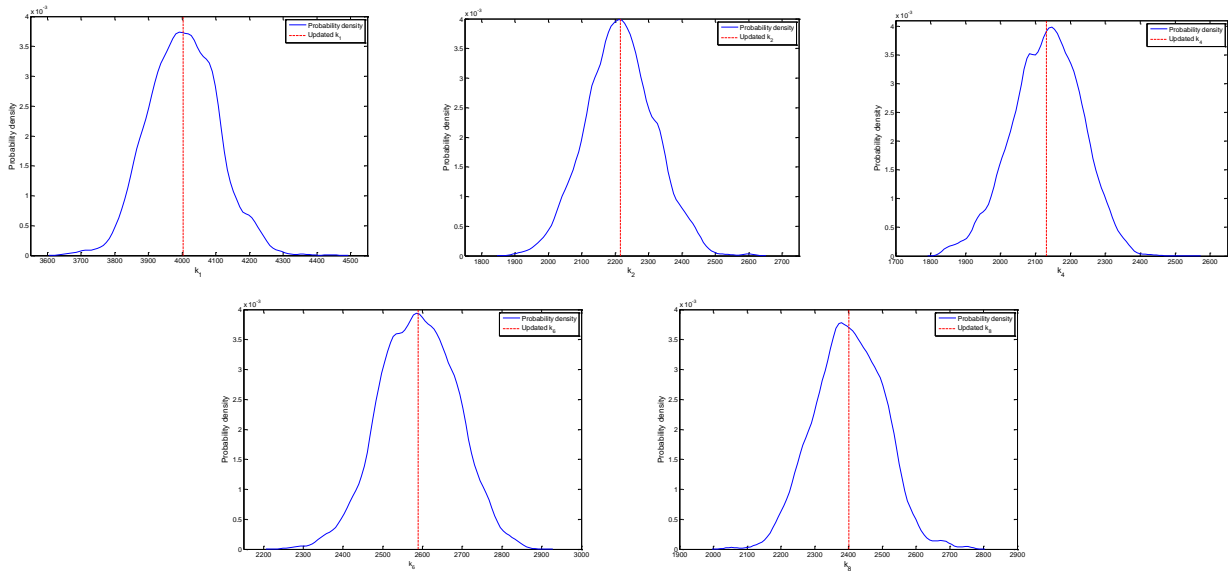 x 10⁻³
4
3.5
3
2.5
2
1.5
1
0.5
0
Probability density
3600 3700 3800 3900 4000 4100 4200 4300 4400 4500
k₁
Probability density
Updated k₁
x 10⁻³
4
3.5
3
2.5
2
1.5
1
0.5
0
Probability density
1800 1900 2000 2100 2200 2300 2400 2500 2600 2700
k₂
Probability density
Updated k₂
x 10⁻³
4
3.5
3
2.5
2
1.5
1
0.5
0
Probability density
1700 1800 1900 2000 2100 2200 2300 2400 2500 2600
k₄
Probability density
Updated k₄
x 10⁻³
4
3.5
3
2.5
2
1.5
1
0.5
0
Probability density
2200 2300 2400 2500 2600 2700 2800 2900 3000
k₆
Probability density
Updated k₆
x 10⁻³
4
3.5
3
2.5
2
1.5
1
0.5
0
Probability density
1900 2000 2100 2200 2300 2400 2500 2600 2700 2800 2900
k₈
Probability density
Updated k₈